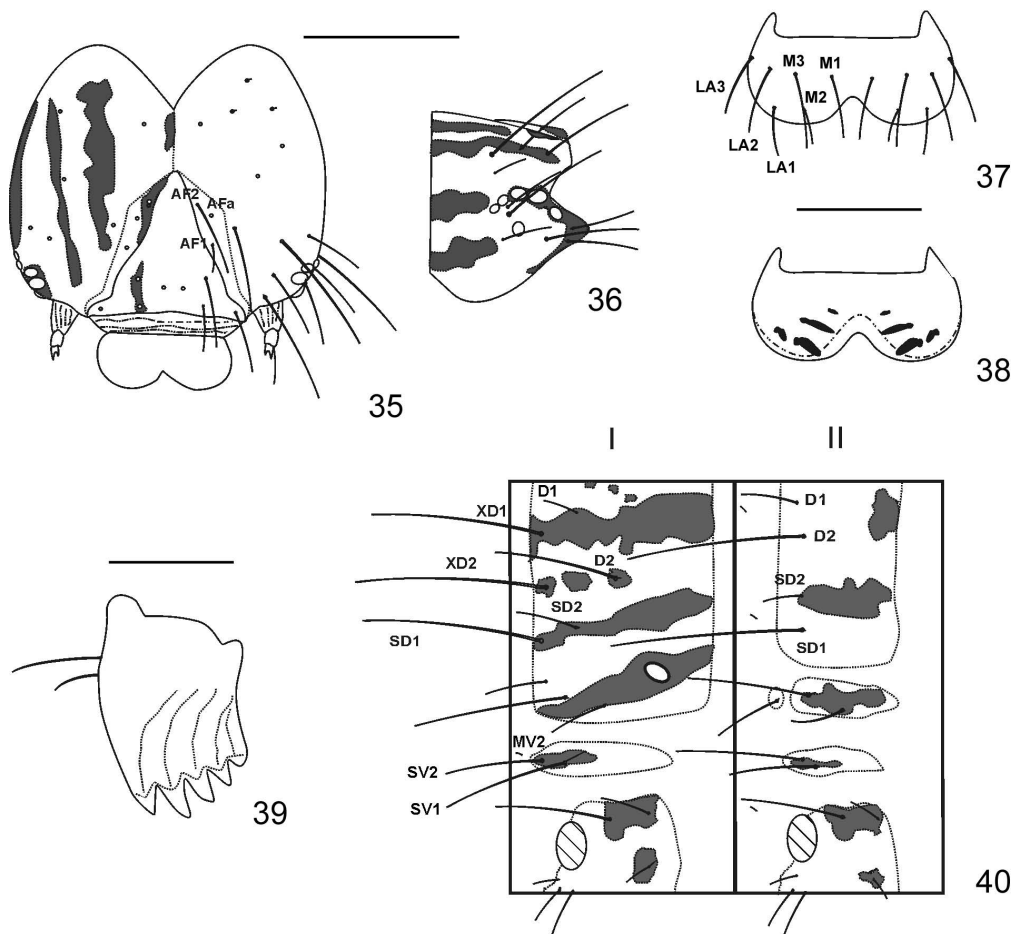 AF2
AFa
AF1
35
36
M3
M1
LA3
M2
LA2
LA1
37
38
39
I
II
D1
XD1
XD2
D2
SD2
SD1
MV2
SV2
SV1
D1
D2
SD2
SD1
40